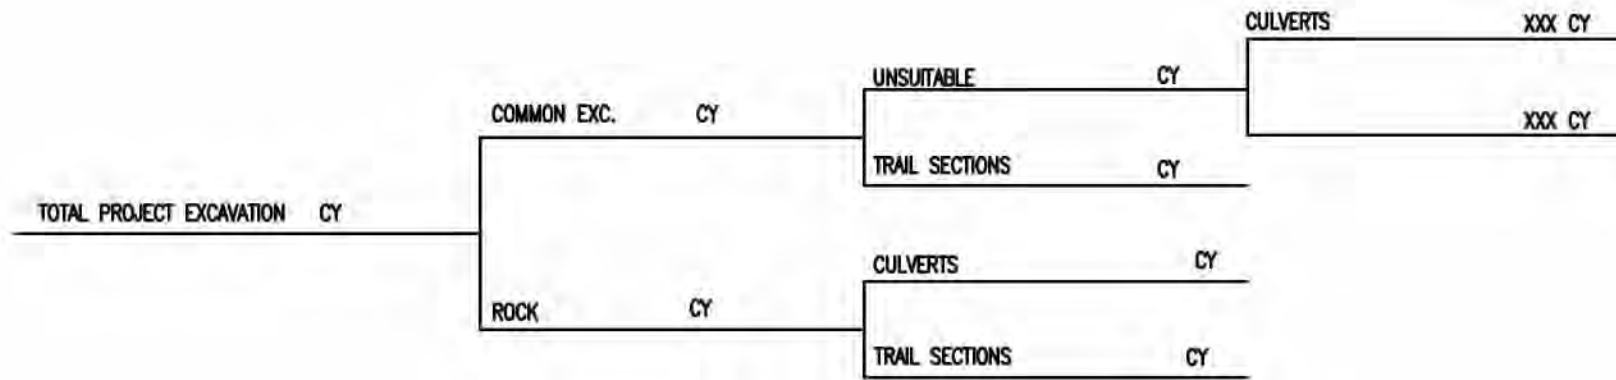 CULVERTS XXX CY
UNSUITABLE CY
COMMON EXC. CY
XXX CY
TRAIL SECTIONS CY
TOTAL PROJECT EXCAVATION CY
CULVERTS CY
ROCK CY
TRAIL SECTIONS CY